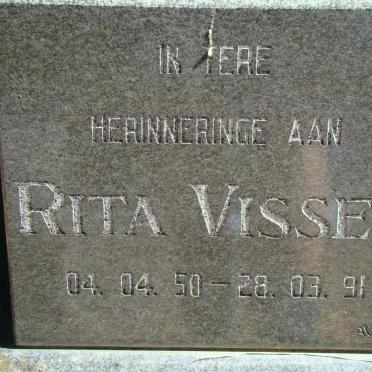 IN TERE
HERINNERINGE AAN
RITA VISSE
04. 04. 50 – 28. 03. 91